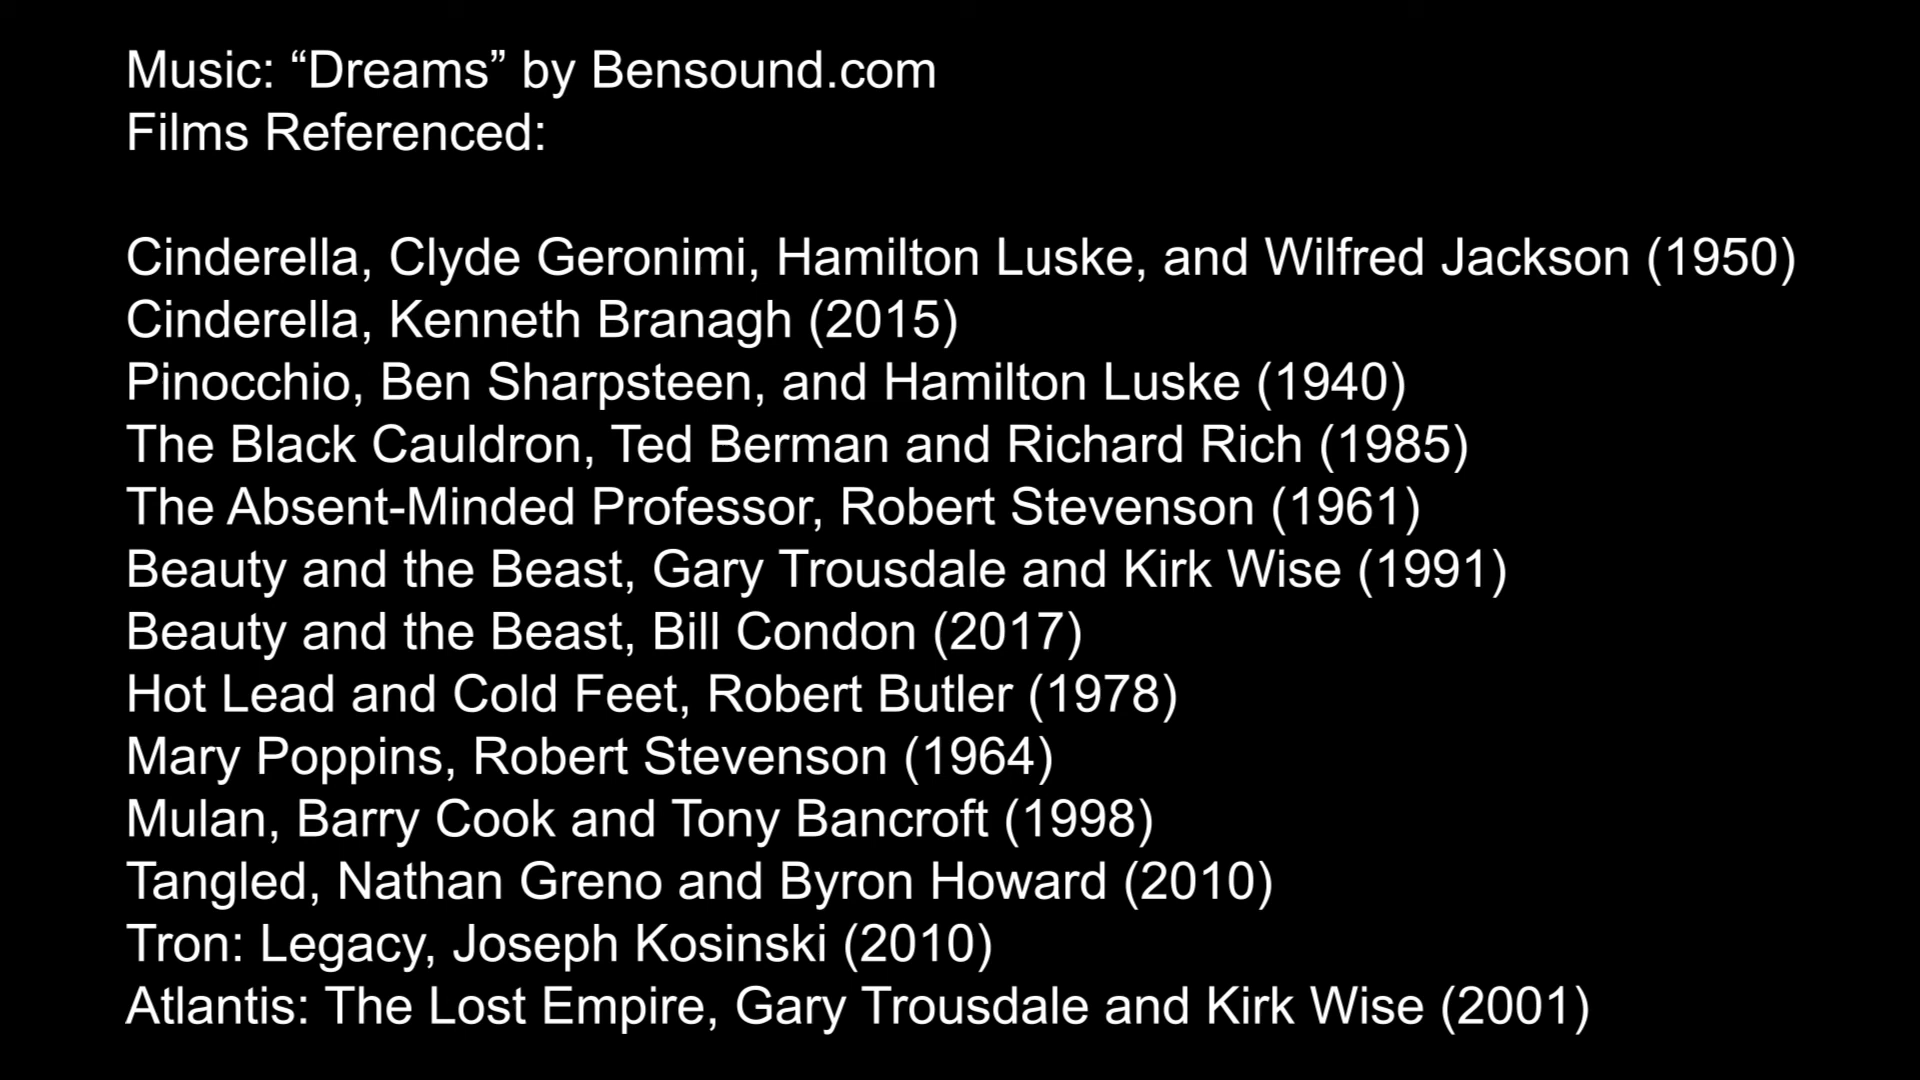 Music: “Dreams” by Bensound.com
Films Referenced:
Cinderella, Clyde Geronimi, Hamilton Luske, and Wilfred Jackson (1950)
Cinderella, Kenneth Branagh (2015)
Pinocchio, Ben Sharpsteen, and Hamilton Luske (1940)
The Black Cauldron, Ted Berman and Richard Rich (1985)
The Absent-Minded Professor, Robert Stevenson (1961)
Beauty and the Beast, Gary Trousdale and Kirk Wise (1991)
Beauty and the Beast, Bill Condon (2017)
Hot Lead and Cold Feet, Robert Butler (1978)
Mary Poppins, Robert Stevenson (1964)
Mulan, Barry Cook and Tony Bancroft (1998)
Tangled, Nathan Greno and Byron Howard (2010)
Tron: Legacy, Joseph Kosinski (2010)
Atlantis: The Lost Empire, Gary Trousdale and Kirk Wise (2001)